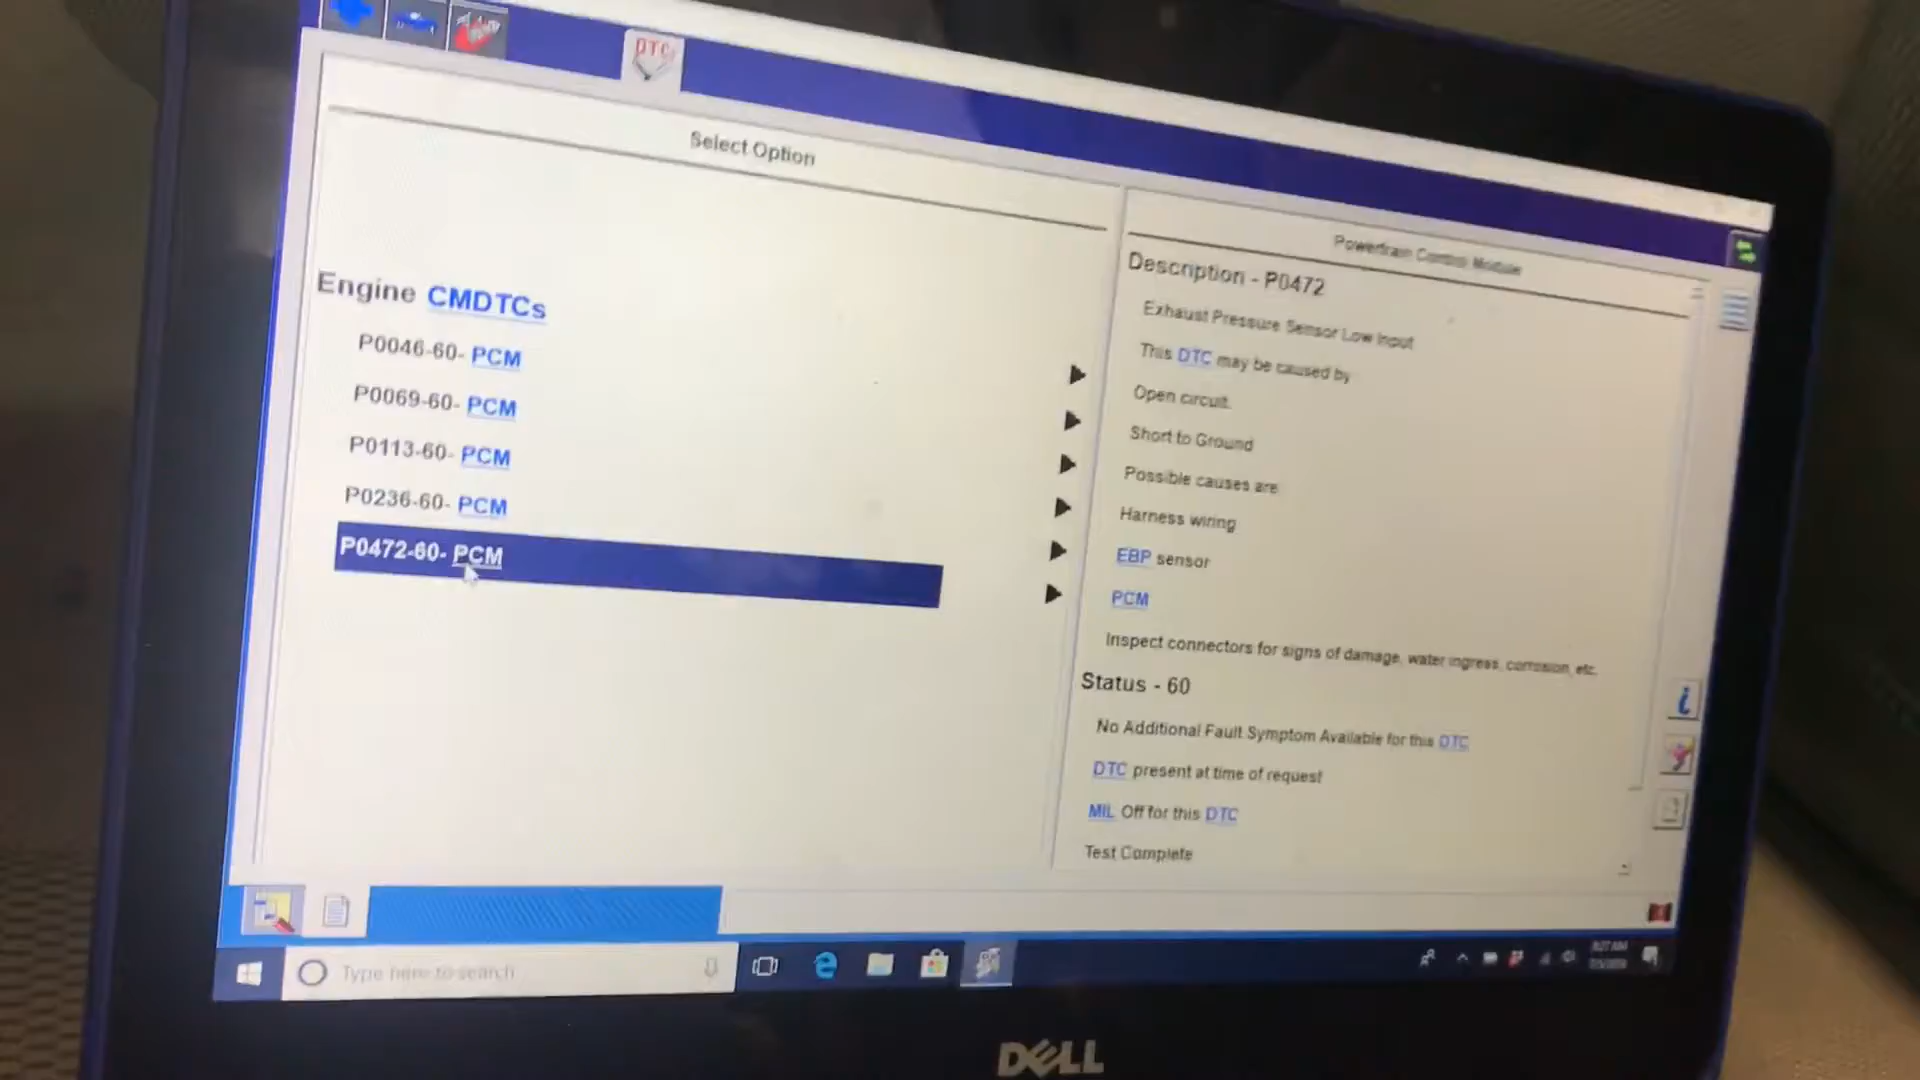 DTC
Select Option
Engine CMDTCs
P0046-60- PCM
P0069-60- PCM
P0113-60- PCM
P0236-60- PCM
P0472-60- PCM
Powertrain Control Module
Description - P0472
Exhaust Pressure Sensor Low Input
This DTC may be caused by
Open circuit.
Short to Ground
Possible causes are
Harness wiring
EBP sensor
PCM
Inspect connectors for signs of damage, water ingress, corrosion, etc.
Status - 60
No Additional Fault Symptom Available for this DTC
DTC present at time of request
MIL Off for this DTC
Test Complete
Type here to search
DELL